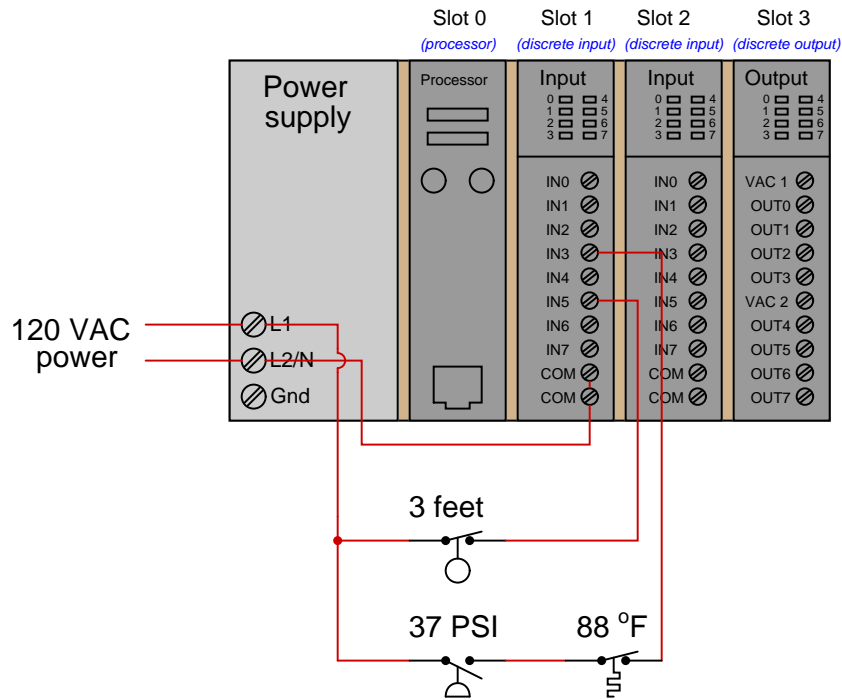 Slot 0 Slot 1 Slot 2 Slot 3
(processor) (discrete input) (discrete input) (discrete output)
Power
supply
Processor
Input
0 4
1 5
2 6
3 7
Input
0 4
1 5
2 6
3 7
Output
0 4
1 5
2 6
3 7
IN0
IN1
IN2
IN3
IN4
IN5
IN6
IN7
COM
COM
IN0
IN1
IN2
IN3
IN4
IN5
IN6
IN7
COM
COM
VAC 1
OUT0
OUT1
OUT2
OUT3
VAC 2
OUT4
OUT5
OUT6
OUT7
120 VAC
power
L1
L2/N
Gnd
3 feet
37 PSI
88 °F